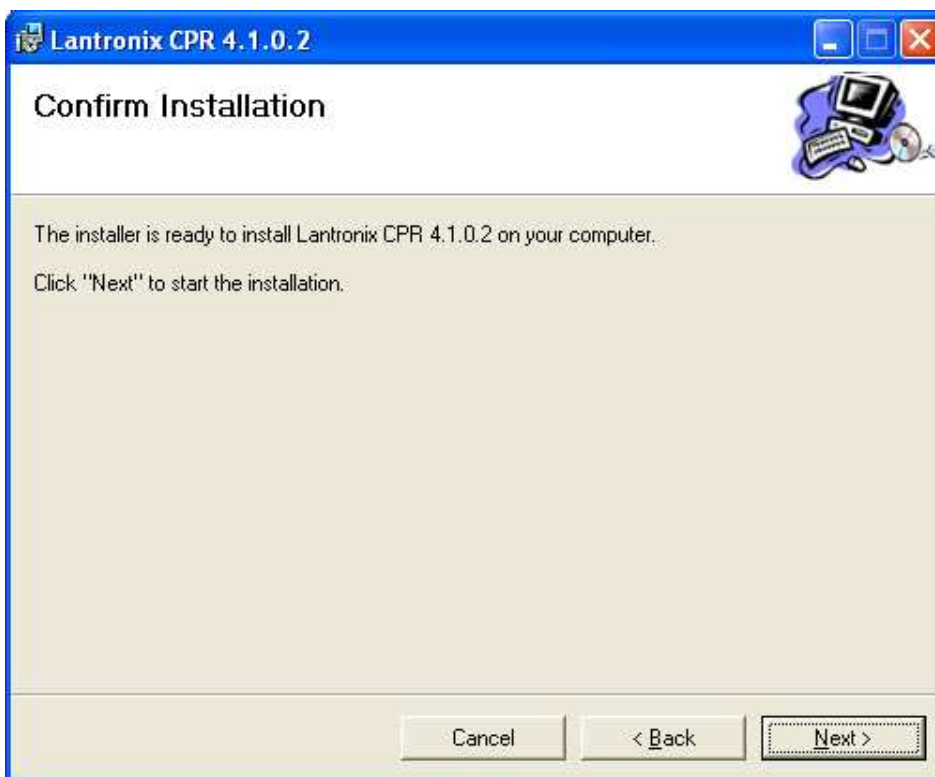 Lantronix CPR 4.1.0.2
Confirm Installation
The installer is ready to install Lantronix CPR 4.1.0.2 on your computer.
Click "Next" to start the installation.
Cancel
< Back
Next >